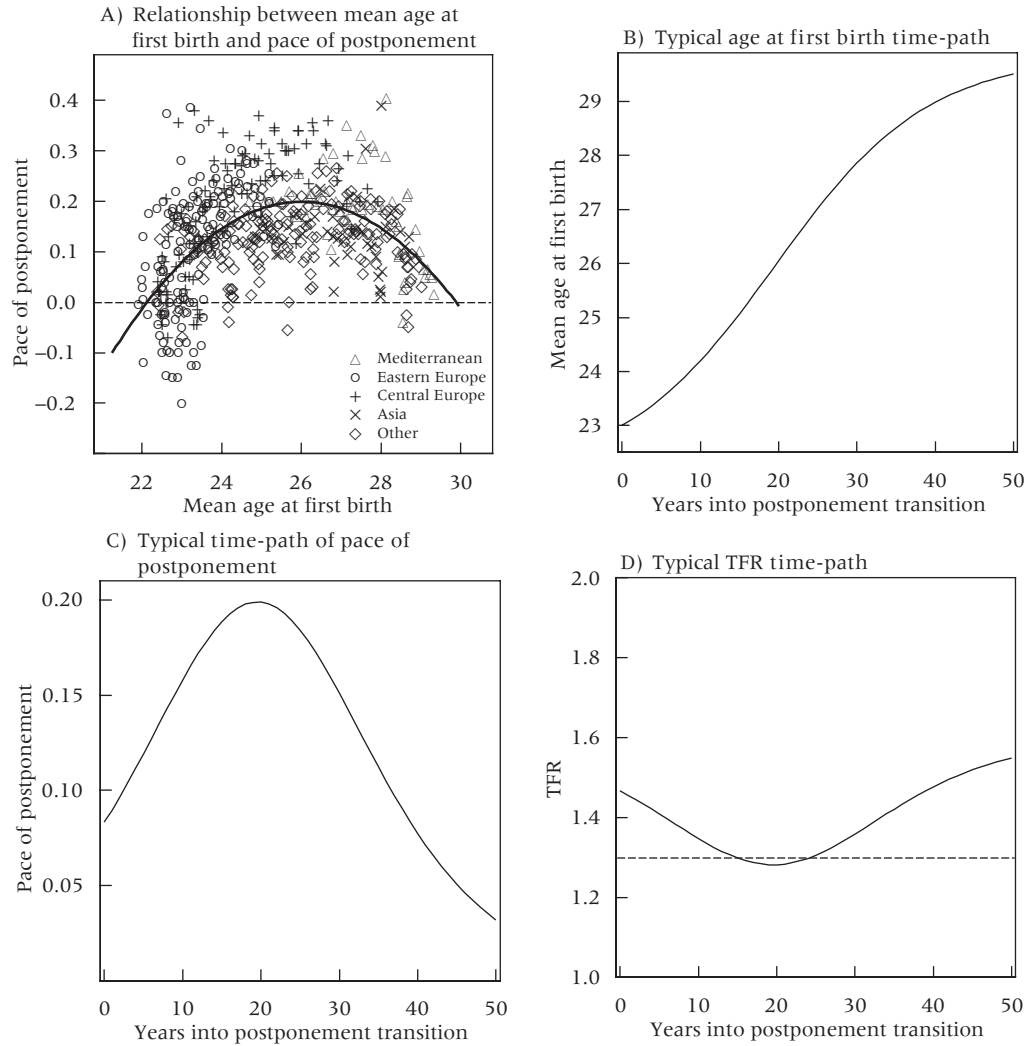 A) Relationship between mean age at
first birth and pace of postponement
0.4
0.3
0.2
0.1
0.0
−0.1
−0.2
Pace of postponement
Mediterranean
Eastern Europe
Central Europe
Asia
Other
22 24 26 28 30
Mean age at first birth
B) Typical age at first birth time-path
29
28
27
26
25
24
23
Mean age at first birth
0 10 20 30 40 50
Years into postponement transition
C) Typical time-path of pace of
postponement
0.20
0.15
0.10
0.05
Pace of postponement
0 10 20 30 40 50
Years into postponement transition
D) Typical TFR time-path
2.0
1.8
1.6
1.4
1.2
1.0
TFR
0 10 20 30 40 50
Years into postponement transition